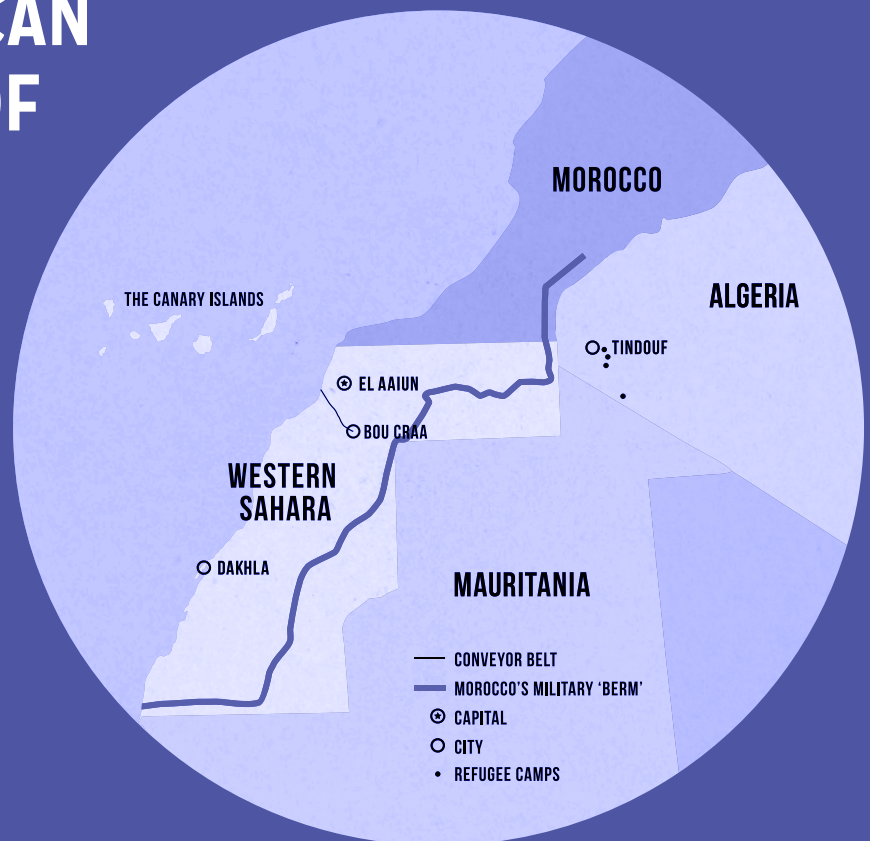 CAN
OF
MOROCCO
ALGERIA
THE CANARY ISLANDS
TINDOUF
EL AAIUN
BOU CRAA
WESTERN
SAHARA
DAKHLA
MAURITANIA
CONVEYOR BELT
MOROCCO'S MILITARY ‘BERM’
CAPITAL
CITY
REFUGEE CAMPS